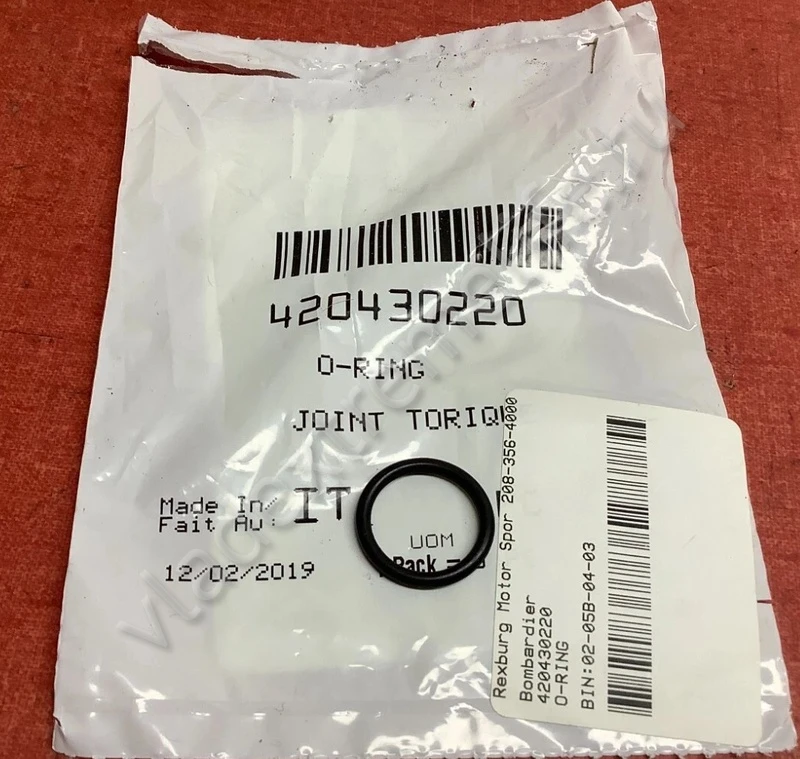 420430220
O-RING
JOINT TORIQ
Made In/
Fait Au: IT
12/02/2019
UOM
Pack =
Rexburg Motor Spor 208-356-4000
Bombardier
420430220
O-RING
BIN:02-05B-04-03